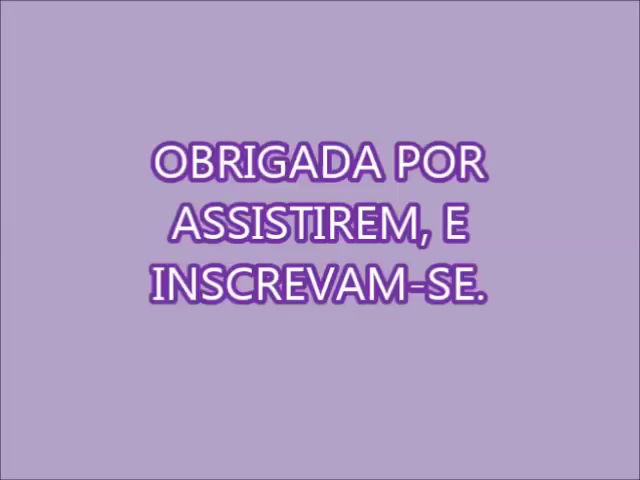 OBRIGADA POR
ASSISTIREM, E
INSCREVAM-SE.